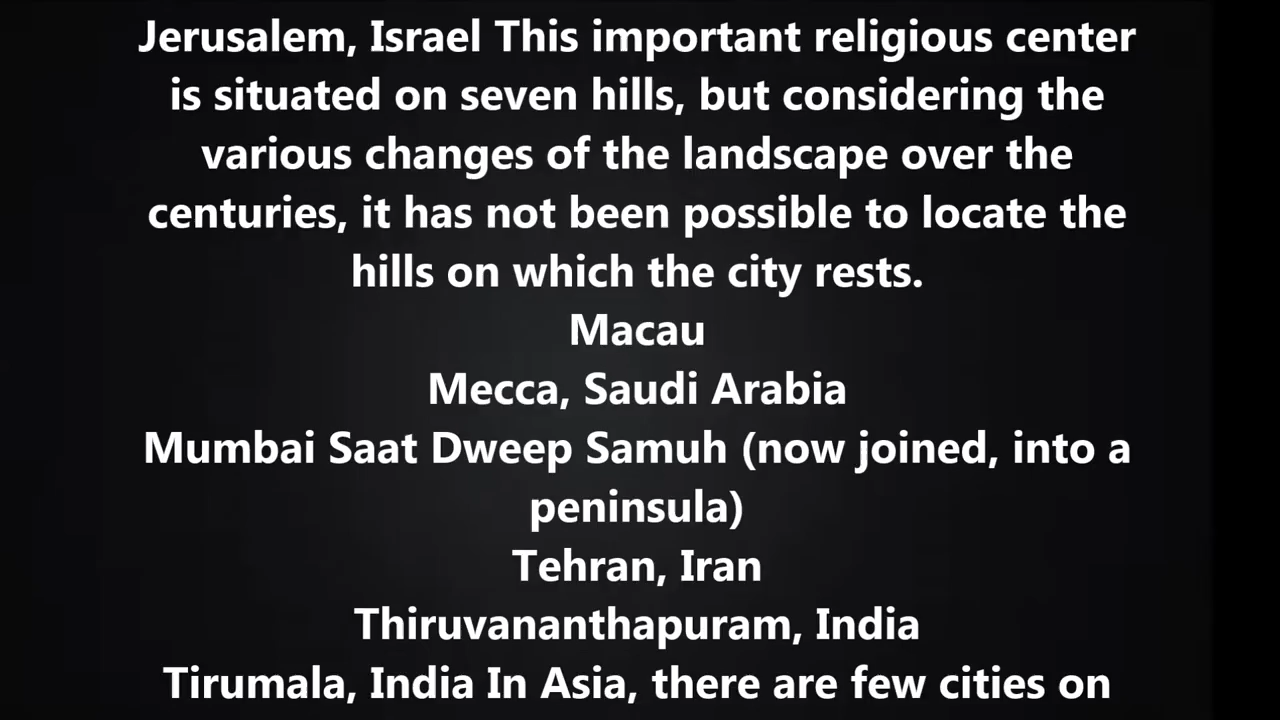 Jerusalem, Israel This important religious center
is situated on seven hills, but considering the
various changes of the landscape over the
centuries, it has not been possible to locate the
hills on which the city rests.
Macau
Mecca, Saudi Arabia
Mumbai Saat Dweep Samuh (now joined, into a
peninsula)
Tehran, Iran
Thiruvananthapuram, India
Tirumala, India In Asia, there are few cities on